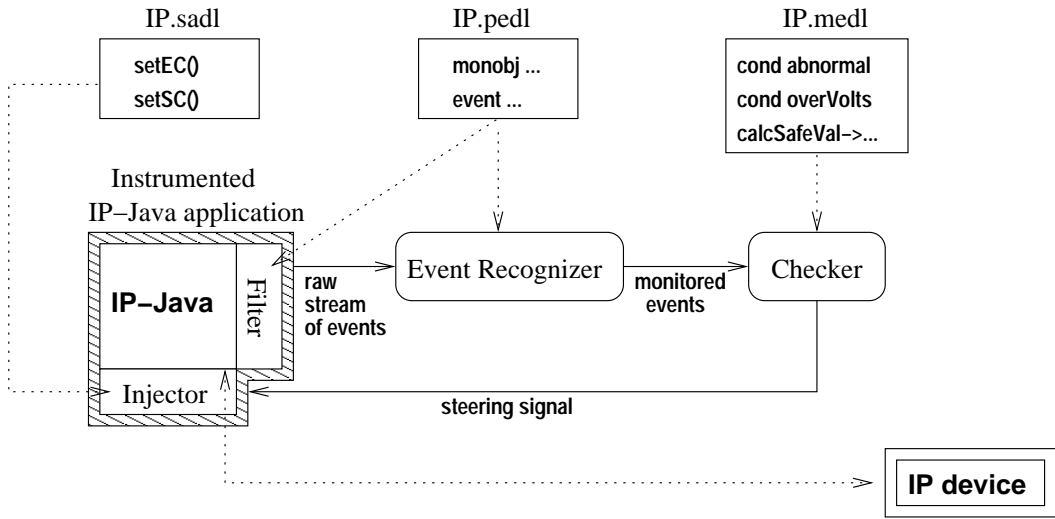 IP.sadl
IP.pedl
IP.medl
setEC()
setSC()
monobj ...
event ...
cond abnormal
cond overVolts
calcSafeVal->...
Instrumented
IP-Java application
IP-Java
Filter
Injector
raw
stream
of events
Event Recognizer
monitored
events
Checker
steering signal
IP device